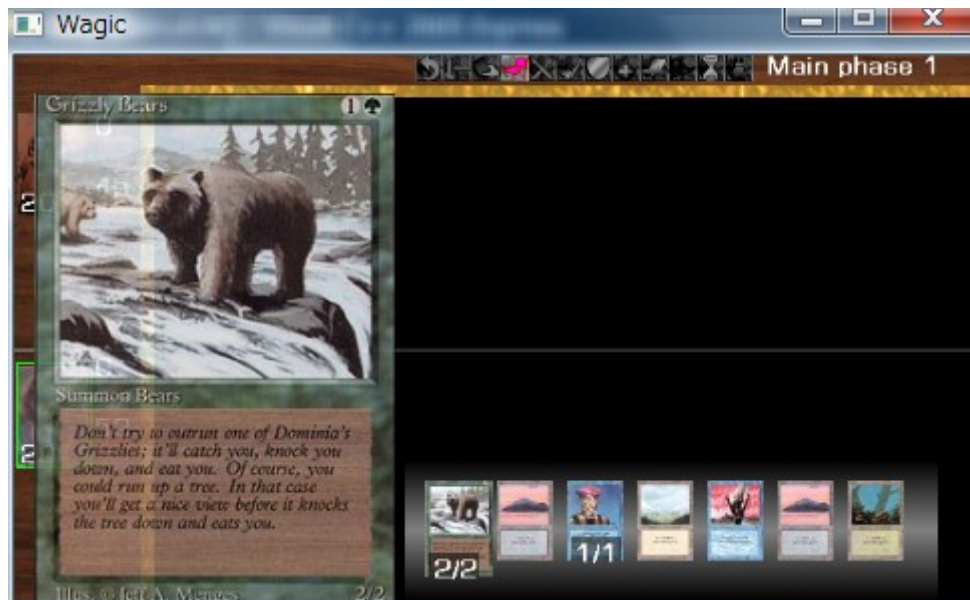 Wagic
Main phase 1
Grizzly Bears
1
2
Summon Bears
Don't try to outrun one of Dominia's
Grizzlies; it'll catch you, knock you
down, and eat you. Of course, you
could run up a tree. In that case
you'll get a nice view before it knocks
the tree down and eats you.
2
2/2
1/1
Illus. © Jeff A. Menges
2/2